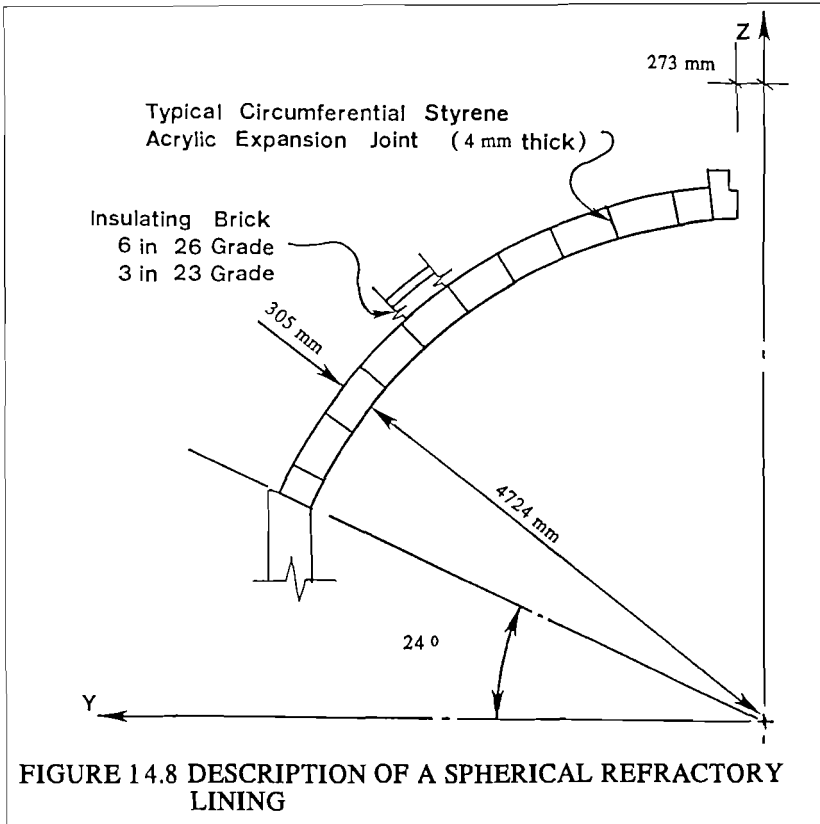 Z
273 mm
Typical Circumferential Styrene
Acrylic Expansion Joint (4 mm thick)
Insulating Brick
6 in 26 Grade
3 in 23 Grade
305 mm
4724 mm
24 º
Y
FIGURE 14.8 DESCRIPTION OF A SPHERICAL REFRACTORY
LINING